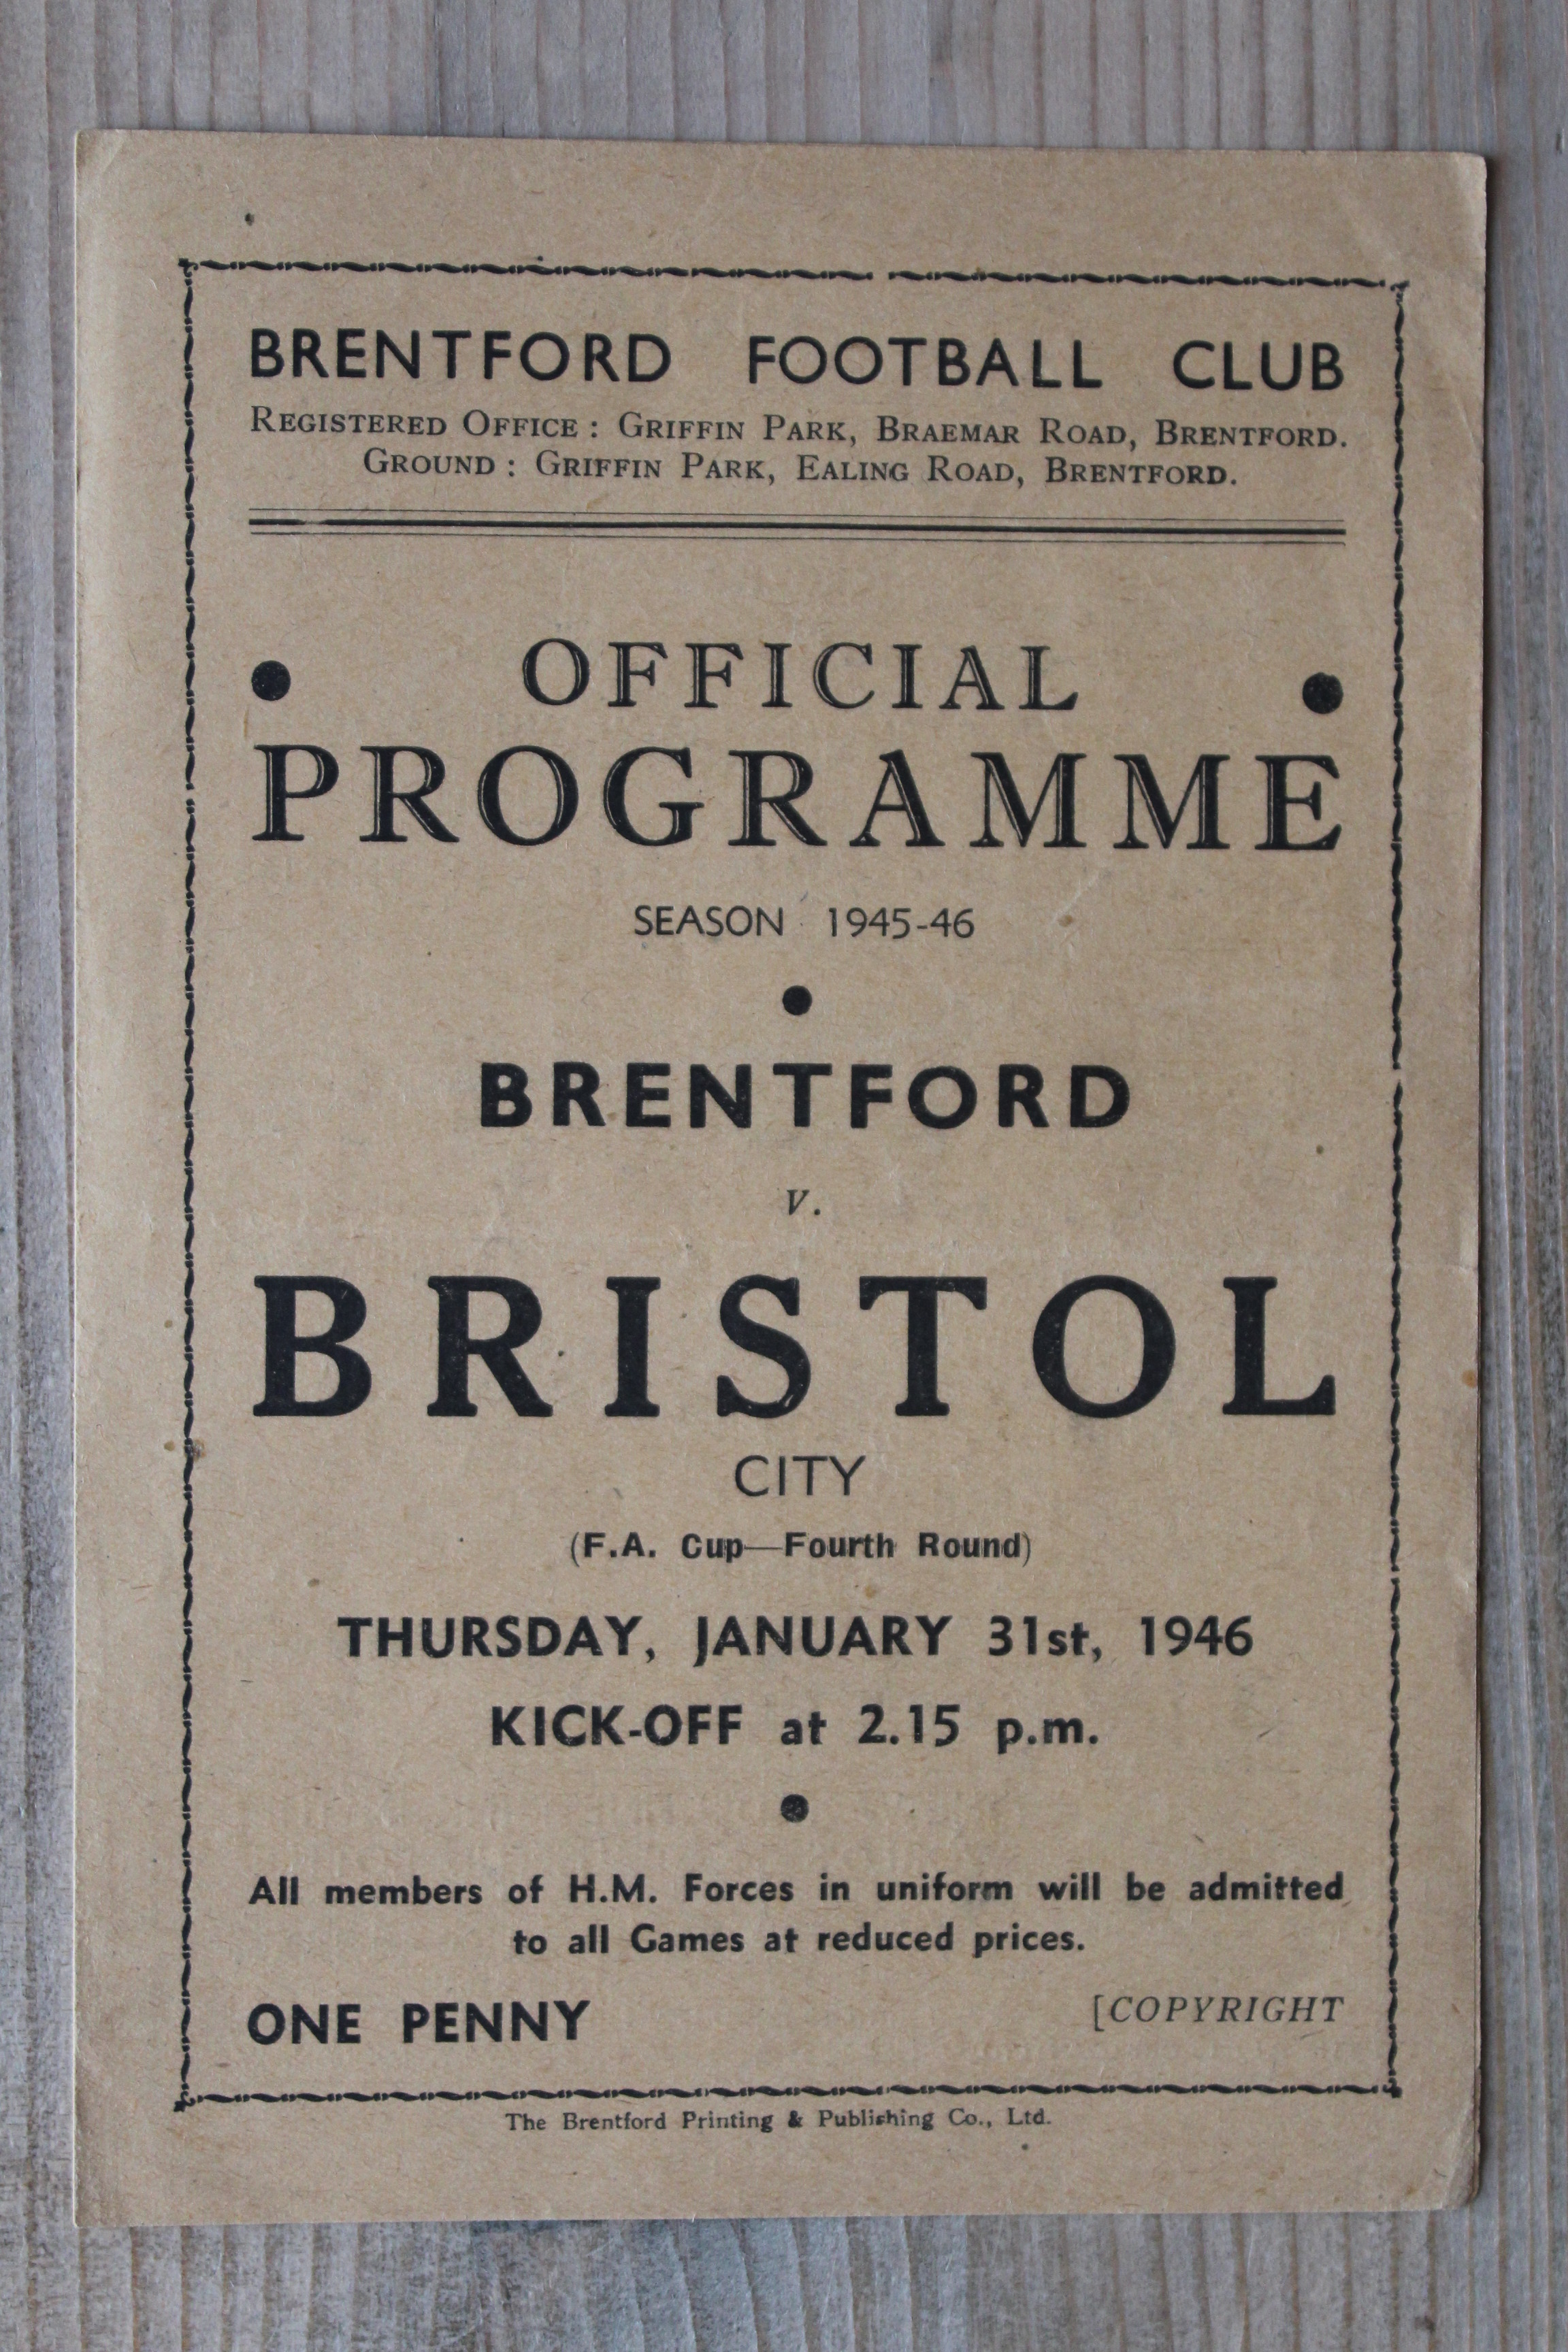 BRENTFORD FOOTBALL CLUB
REGISTERED OFFICE : GRIFFIN PARK, BRAEMAR ROAD, BRENTFORD.
GROUND : GRIFFIN PARK, EALING ROAD, BRENTFORD.
OFFICIAL
PROGRAMME
SEASON 1945-46
BRENTFORD
v.
BRISTOL
CITY
(F.A. Cup—Fourth Round)
THURSDAY, JANUARY 31st, 1946
KICK-OFF at 2.15 p.m.
All members of H.M. Forces in uniform will be admitted
to all Games at reduced prices.
ONE PENNY [COPYRIGHT
The Brentford Printing & Publishing Co., Ltd.